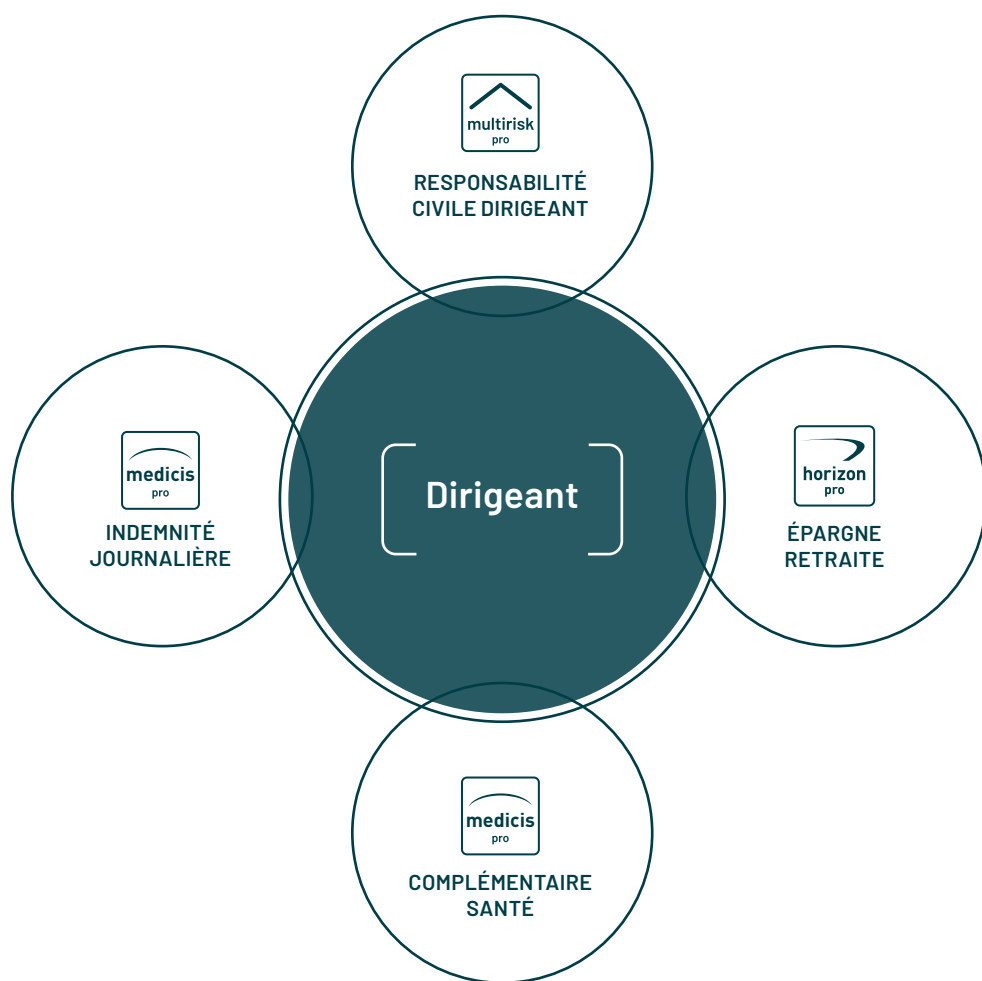 multirisk
pro
RESPONSABILITÉ
CIVILE DIRIGEANT
medicis
pro
INDEMNITÉ
JOURNALIÈRE
Dirigeant
horizon
pro
ÉPARGNE
RETRAITE
medicis
pro
COMPLÉMENTAIRE
SANTÉ